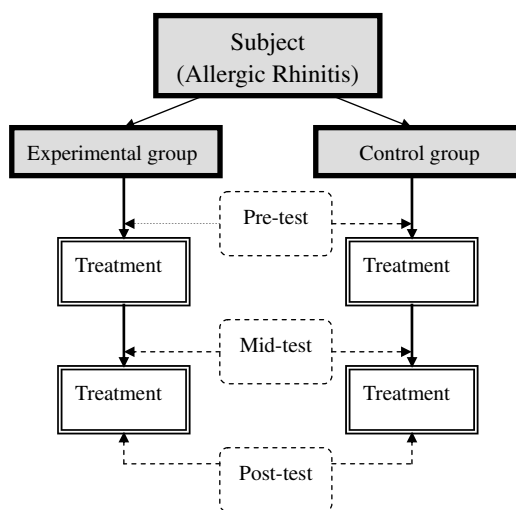 Subject
(Allergic Rhinitis)
Experimental group
Control group
Pre-test
Treatment
Treatment
Mid-test
Treatment
Treatment
Post-test